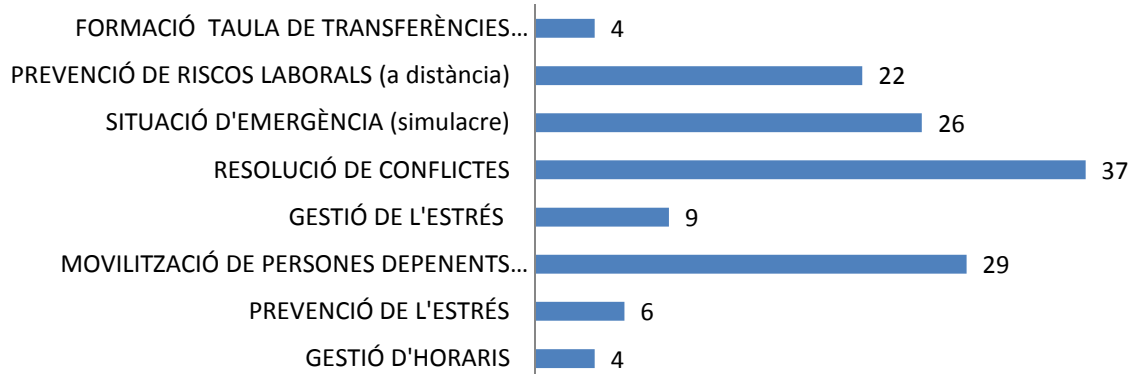 FORMACIÓ TAULA DE TRANSFERÈNCIES... 4
PREVENCIÓ DE RISCOS LABORALS (a distància) 22
SITUACIÓ D'EMERGÈNCIA (simulacre) 26
RESOLUCIÓ DE CONFLICTES 37
GESTIÓ DE L'ESTRÉS 9
MOVILITZACIÓ DE PERSONES DEPENENTS... 29
PREVENCIÓ DE L'ESTRÉS 6
GESTIÓ D'HORARIS 4